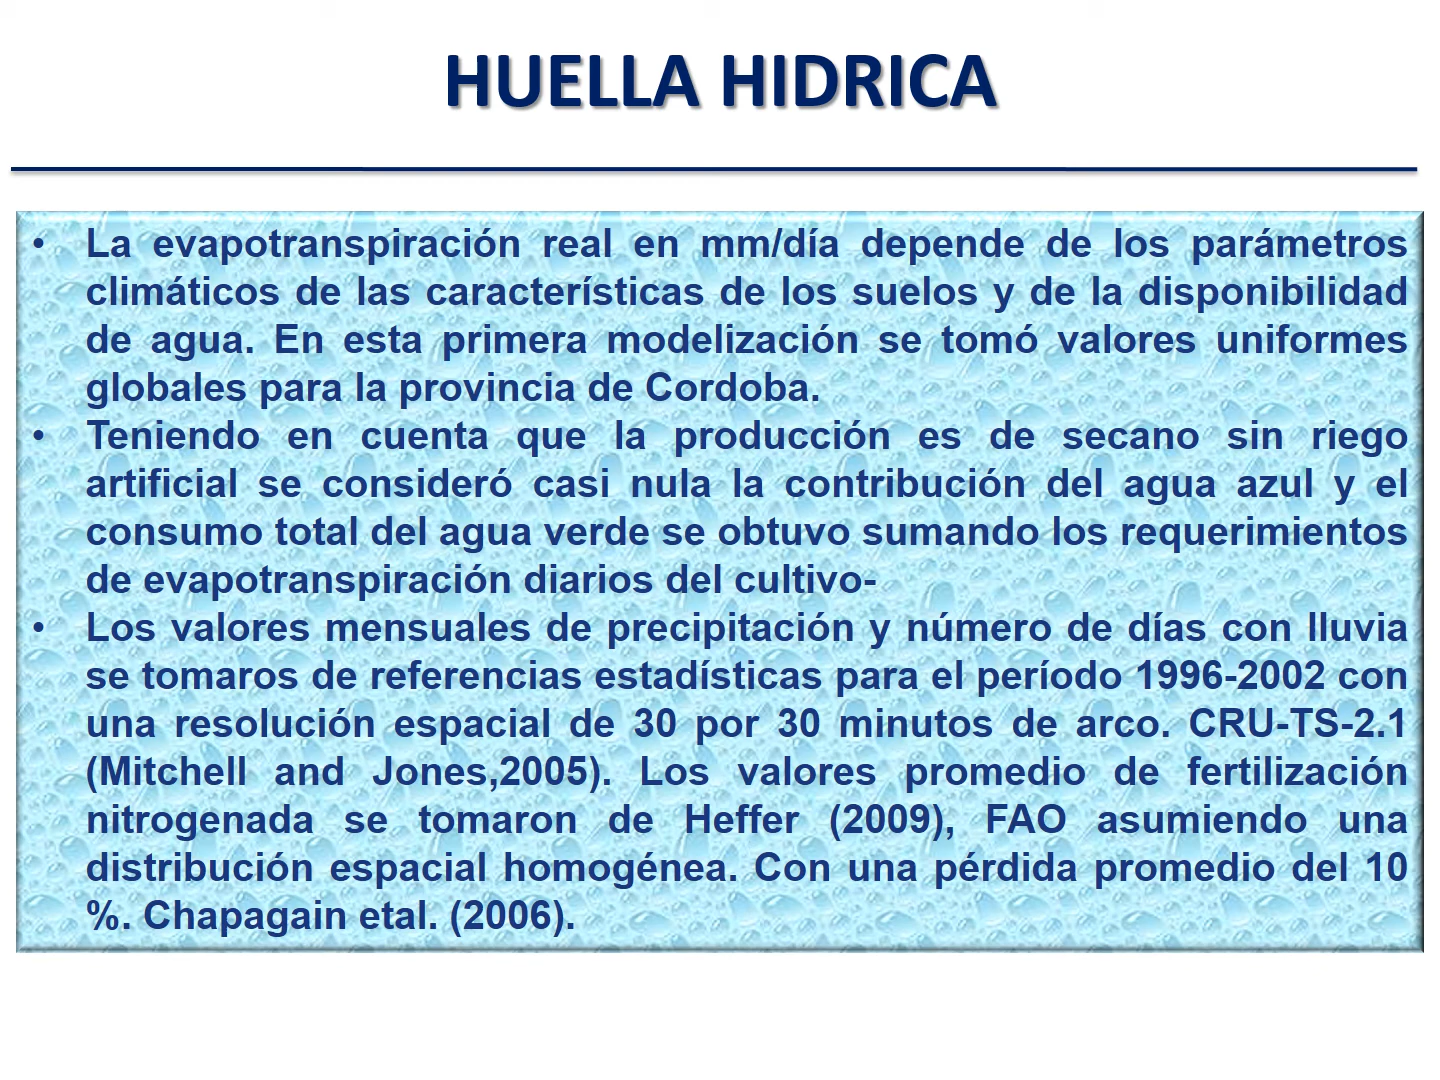 HUELLA HIDRICA
• La evapotranspiración real en mm/día depende de los parámetros
climáticos de las características de los suelos y de la disponibilidad
de agua. En esta primera modelización se tomó valores uniformes
globales para la provincia de Cordoba.
• Teniendo en cuenta que la producción es de secano sin riego
artificial se consideró casi nula la contribución del agua azul y el
consumo total del agua verde se obtuvo sumando los requerimientos
de evapotranspiración diarios del cultivo-
• Los valores mensuales de precipitación y número de días con lluvia
se tomaros de referencias estadísticas para el período 1996-2002 con
una resolución espacial de 30 por 30 minutos de arco. CRU-TS-2.1
(Mitchell and Jones,2005). Los valores promedio de fertilización
nitrogenada se tomaron de Heffer (2009), FAO asumiendo una
distribución espacial homogénea. Con una pérdida promedio del 10
%. Chapagain etal. (2006).